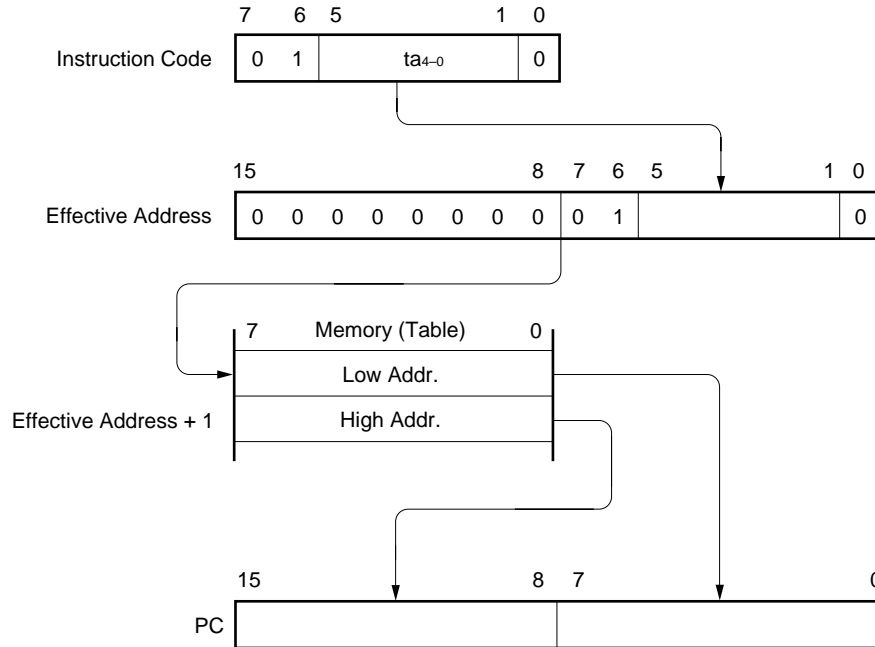 7 6 5 1 0
Instruction Code 0 1 ta4–0 0
15 8 7 6 5 1 0
Effective Address 0 0 0 0 0 0 0 0 0 1 0
7 Memory (Table) 0
Low Addr.
Effective Address + 1 High Addr.
15 8 7 0
PC